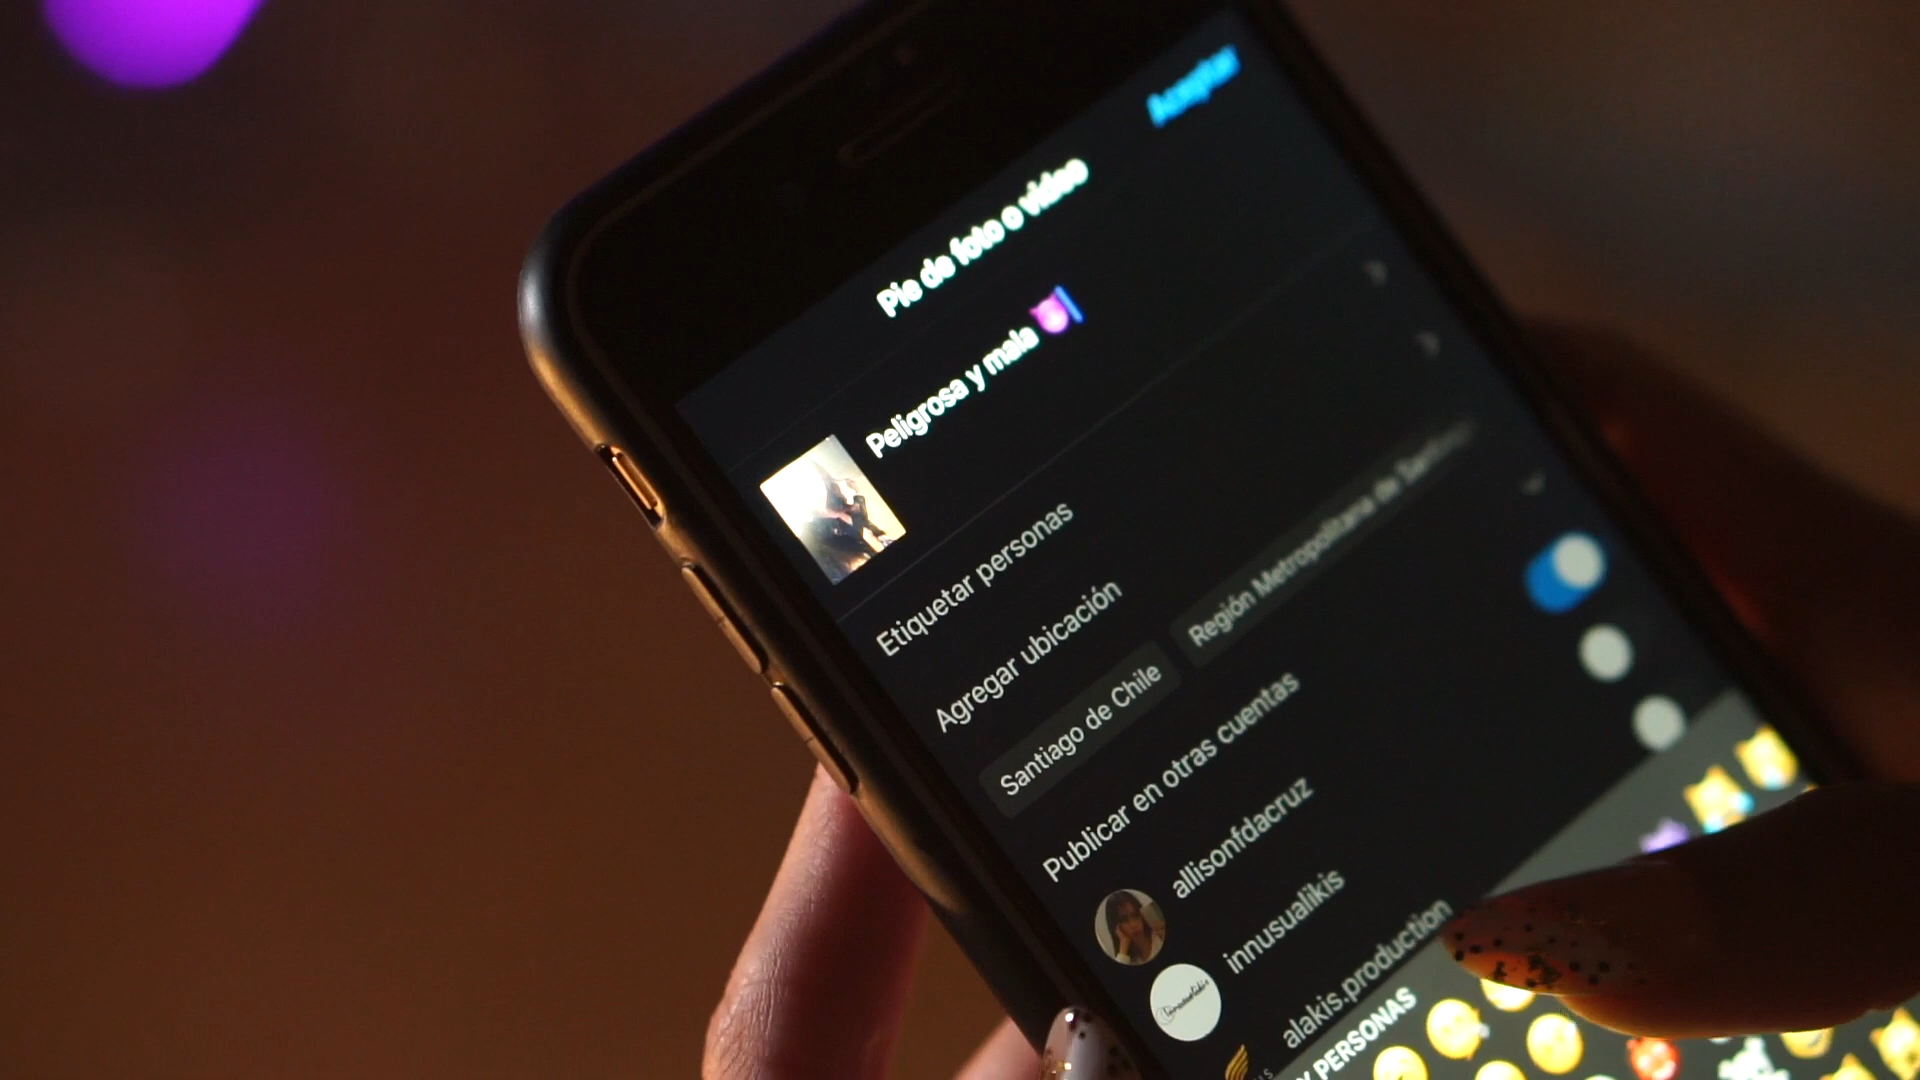 Aceptar
Pie de foto o video
Peligrosa y mala 😈
Etiquetar personas
Agregar ubicación
Santiago de Chile
Región Metropolitana de
Publicar en otras cuentas
allisonfdacruz
innusualikis
alakis.production
Y PERSONAS